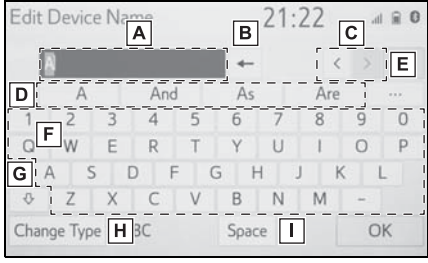 Edit Device Name 21:22
A B C
A ← < > E
D A And As Are ...
1 2 3 4 5 6 7 8 9 0
F
Q W E R T Y U I O P
G A S D F G H J K L
Z X C V B N M -
Change Type H BC Space I OK